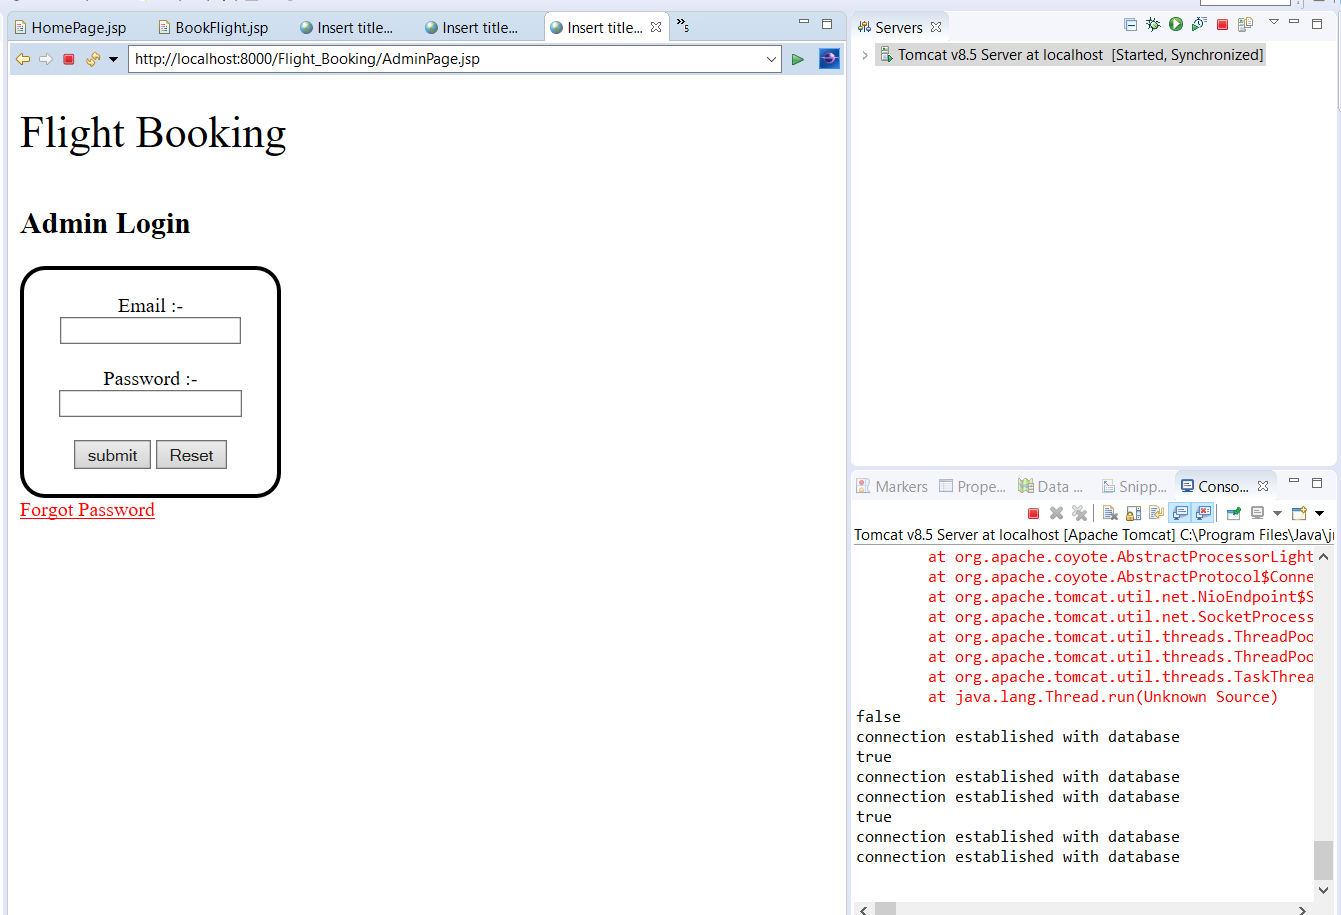 HomePage.jsp BookFlight.jsp Insert title... Insert title... Insert title... »5
http://localhost:8000/Flight_Booking/AdminPage.jsp
Flight Booking
Admin Login
Email :-
Password :-
submit Reset
Forgot Password
Servers
Tomcat v8.5 Server at localhost [Started, Synchronized]
Markers Prope... Data ... Snipp... Conso...
Tomcat v8.5 Server at localhost [Apache Tomcat] C:\Program Files\Java\jr
at org.apache.coyote.AbstractProcessorLight
at org.apache.coyote.AbstractProtocol$Conne
at org.apache.tomcat.util.net.NioEndpoint$S
at org.apache.tomcat.util.net.SocketProcess
at org.apache.tomcat.util.threads.ThreadPoo
at org.apache.tomcat.util.threads.ThreadPoo
at org.apache.tomcat.util.threads.TaskThrea
at java.lang.Thread.run(Unknown Source)
false
connection established with database
true
connection established with database
connection established with database
true
connection established with database
connection established with database